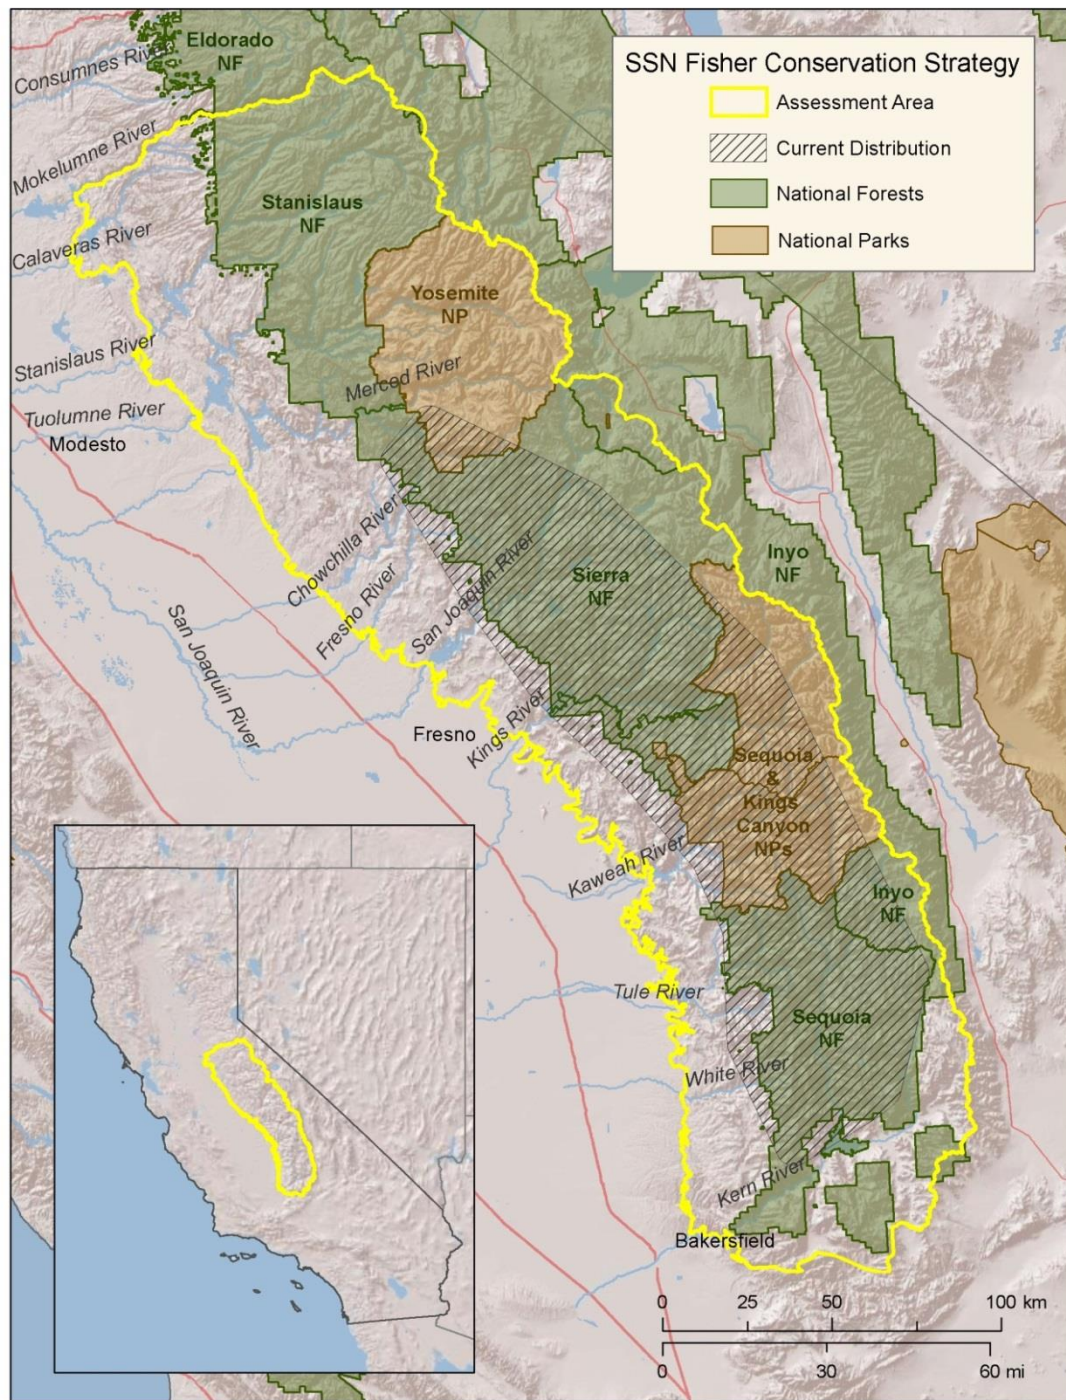 SSN Fisher Conservation Strategy
Assessment Area
Current Distribution
National Forests
National Parks
Eldorado
NF
Consumnes River
Mokelumne River
Stanislaus
NF
Calaveras River
Yosemite
NP
Stanislaus River
Merced River
Tuolumne River
Modesto
Chowchilla River
Fresno River
San Joaquin River
San Joaquin River
Sierra
NF
Inyo
NF
Fresno
Kings River
Sequoia
&
Kings
Canyon
NPs
Kaweah River
Inyo
NF
Tule River
Sequoia
NF
White River
Kern River
Bakersfield
0 25 50 100 km
0 30 60 mi